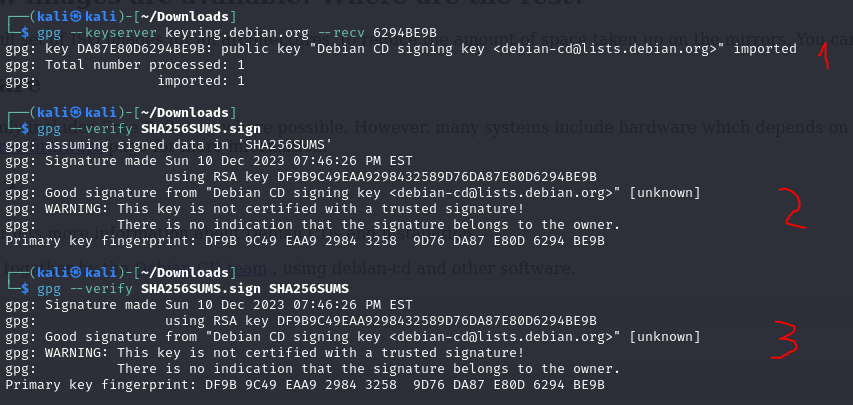 ┌──(kali㉿kali)-[~/Downloads]
└─$ gpg --keyserver keyring.debian.org --recv 6294BE9B
gpg: key DA87E80D6294BE9B: public key "Debian CD signing key <debian-cd@lists.debian.org>" imported
gpg: Total number processed: 1
gpg:               imported: 1
1
┌──(kali㉿kali)-[~/Downloads]
└─$ gpg --verify SHA256SUMS.sign
gpg: assuming signed data in 'SHA256SUMS'
gpg: Signature made Sun 10 Dec 2023 07:46:26 PM EST
gpg:                using RSA key DF9B9C49EAA9298432589D76DA87E80D6294BE9B
gpg: Good signature from "Debian CD signing key <debian-cd@lists.debian.org>" [unknown]
gpg: WARNING: This key is not certified with a trusted signature!
gpg:          There is no indication that the signature belongs to the owner.
Primary key fingerprint: DF9B 9C49 EAA9 2984 3258  9D76 DA87 E80D 6294 BE9B
2
┌──(kali㉿kali)-[~/Downloads]
└─$ gpg --verify SHA256SUMS.sign SHA256SUMS
gpg: Signature made Sun 10 Dec 2023 07:46:26 PM EST
gpg:                using RSA key DF9B9C49EAA9298432589D76DA87E80D6294BE9B
gpg: Good signature from "Debian CD signing key <debian-cd@lists.debian.org>" [unknown]
gpg: WARNING: This key is not certified with a trusted signature!
gpg:          There is no indication that the signature belongs to the owner.
Primary key fingerprint: DF9B 9C49 EAA9 2984 3258  9D76 DA87 E80D 6294 BE9B
3